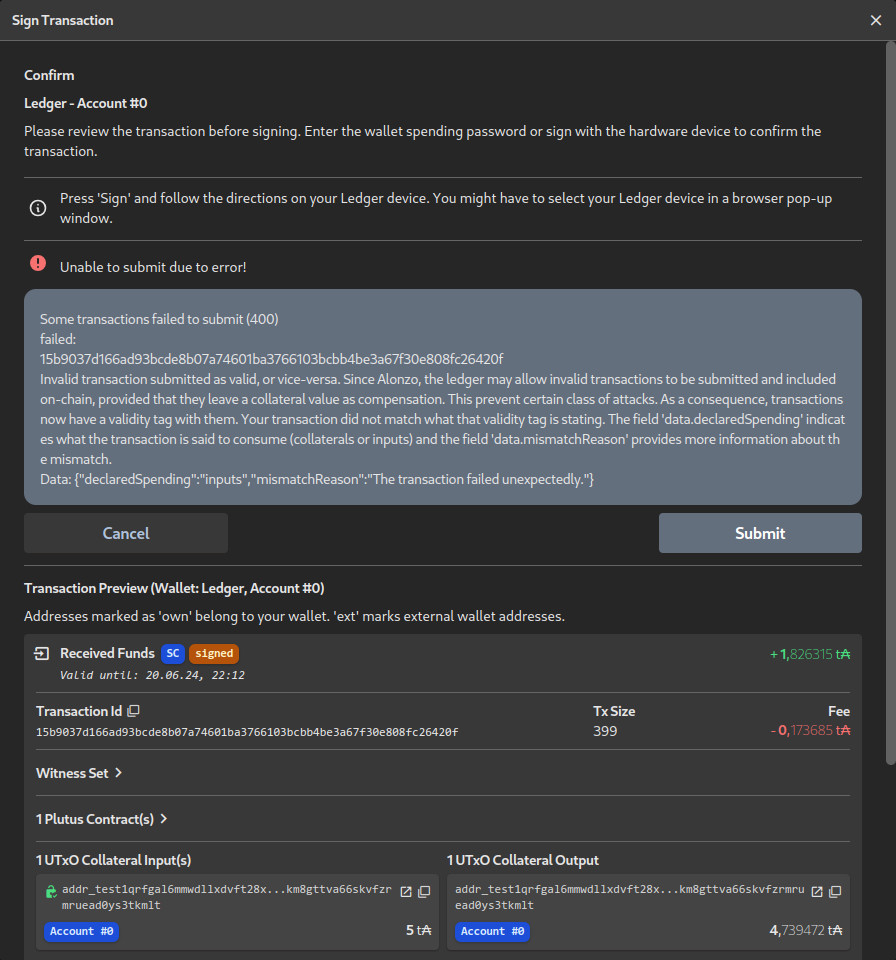 Sign Transaction
Confirm
Ledger - Account #0
Please review the transaction before signing. Enter the wallet spending password or sign with the hardware device to confirm the
transaction.
Press 'Sign' and follow the directions on your Ledger device. You might have to select your Ledger device in a browser pop-up
window.
Unable to submit due to error!
Some transactions failed to submit (400)
failed:
15b9037d166ad93bcde8b07a74601ba3766103bcbb4be3a67f30e808fc26420f
Invalid transaction submitted as valid, or vice-versa. Since Alonzo, the ledger may allow invalid transactions to be submitted and included
on-chain, provided that they leave a collateral value as compensation. This prevent certain class of attacks. As a consequence, transactions
now have a validity tag with them. Your transaction did not match what that validity tag is stating. The field 'data.declaredSpending' indicat
es what the transaction is said to consume (collaterals or inputs) and the field 'data.mismatchReason' provides more information about th
e mismatch.
Data: {"declaredSpending":"inputs","mismatchReason":"The transaction failed unexpectedly."}
Cancel
Submit
Transaction Preview (Wallet: Ledger, Account #0)
Addresses marked as 'own' belong to your wallet. 'ext' marks external wallet addresses.
Received Funds SC signed +1,826315 t₳
Valid until: 20.06.24, 22:12
Transaction Id Tx Size Fee
15b9037d166ad93bcde8b07a74601ba3766103bcbb4be3a67f30e808fc26420f 399 -0,173685 t₳
Witness Set
1 Plutus Contract(s)
1 UTxO Collateral Input(s)
addr_test1qrfgal6mmwdllxdvft28x...km8gttva66skvfzr
mruead0ys3tkmlt
Account #0 5 t₳
1 UTxO Collateral Output
addr_test1qrfgal6mmwdllxdvft28x...km8gttva66skvfzrmru
ead0ys3tkmlt
Account #0 4,739472 t₳